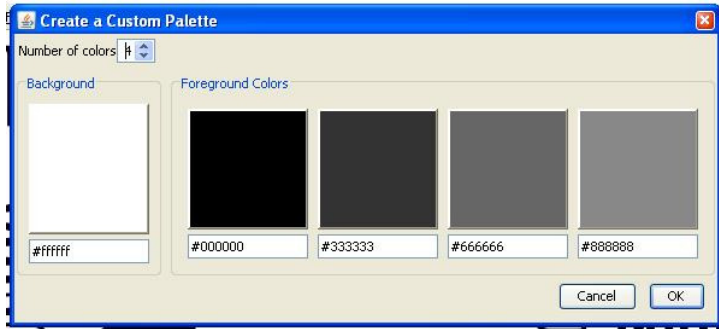 Create a Custom Palette
Number of colors 4
Background
Foreground Colors
#ffffff
#000000 #333333 #666666 #888888
Cancel OK